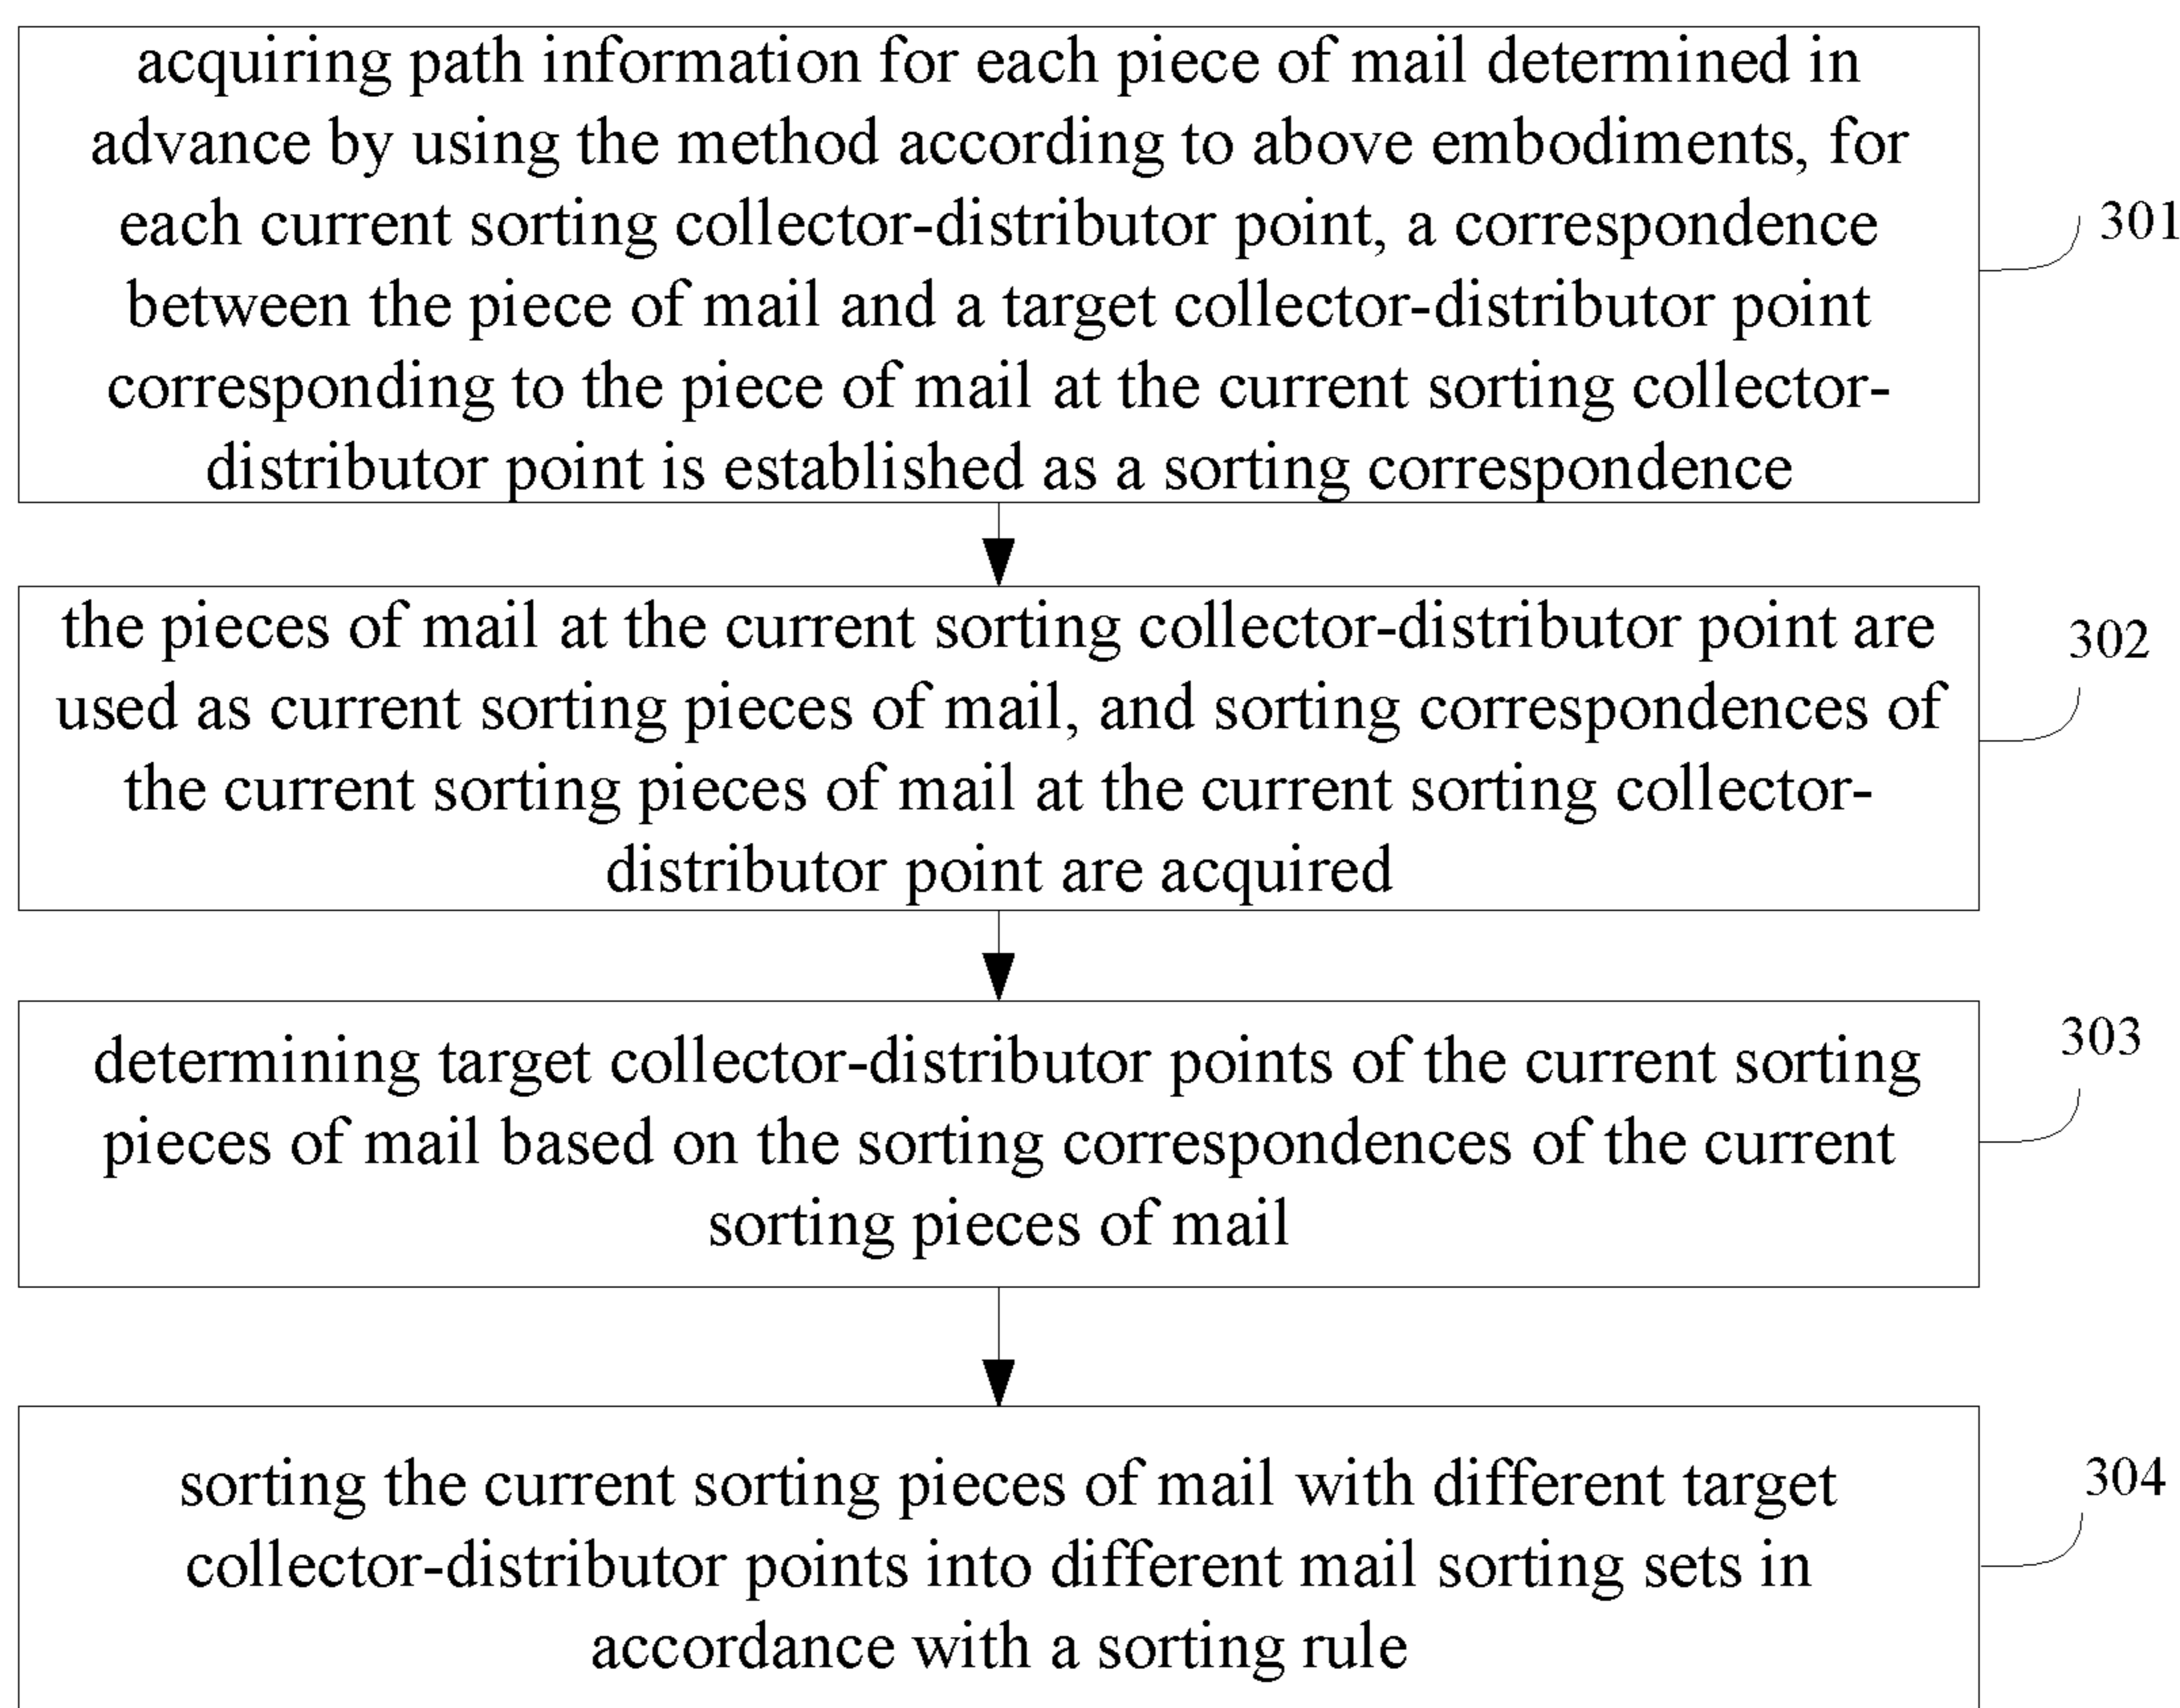 acquiring path information for each piece of mail determined in
advance by using the method according to above embodiments, for
each current sorting collector-distributor point, a correspondence
between the piece of mail and a target collector-distributor point
corresponding to the piece of mail at the current sorting collector-
distributor point is established as a sorting correspondence
301
the pieces of mail at the current sorting collector-distributor point are
used as current sorting pieces of mail, and sorting correspondences of
the current sorting pieces of mail at the current sorting collector-
distributor point are acquired
302
determining target collector-distributor points of the current sorting
pieces of mail based on the sorting correspondences of the current
sorting pieces of mail
303
sorting the current sorting pieces of mail with different target
collector-distributor points into different mail sorting sets in
accordance with a sorting rule
304